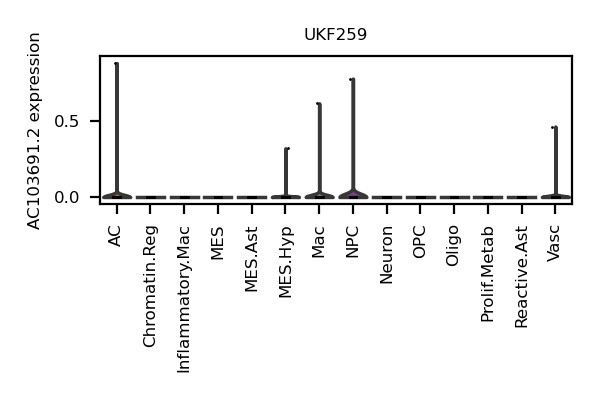 UKF259
AC103691.2 expression
0.5
0.0
AC
Chromatin.Reg
Inflammatory.Mac
MES
MES.Ast
MES.Hyp
Mac
NPC
Neuron
OPC
Oligo
Prolif.Metab
Reactive.Ast
Vasc